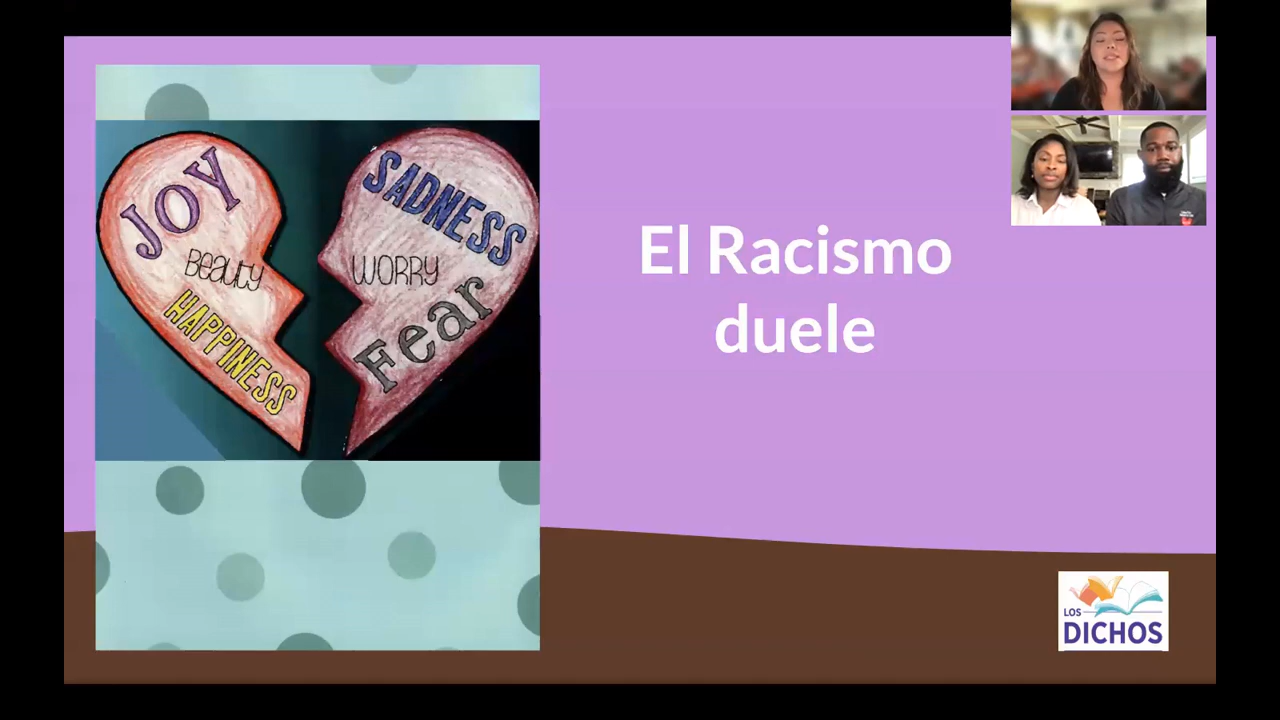 JOY
BEAUTY
HAPPINESS
SADNESS
WORRY
Fear
El Racismo
duele
LOS
DICHOS